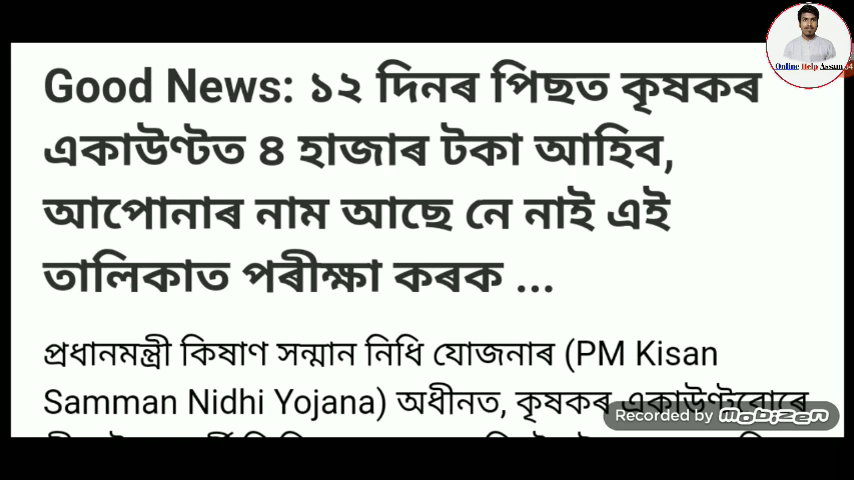 Online Help Assam
Good News: ১২ দিনৰ পিছত কৃষকৰ
একাউণ্টত ৪ হাজাৰ টকা আহিব,
আপোনাৰ নাম আছে নে নাই এই
তালিকাত পৰীক্ষা কৰক ...
প্ৰধানমন্ত্ৰী কিষাণ সন্মান নিধি যোজনাৰ (PM Kisan
Samman Nidhi Yojana) অধীনত, কৃষকৰ একাউণ্টবোৰে
Recorded by MOBIZEN